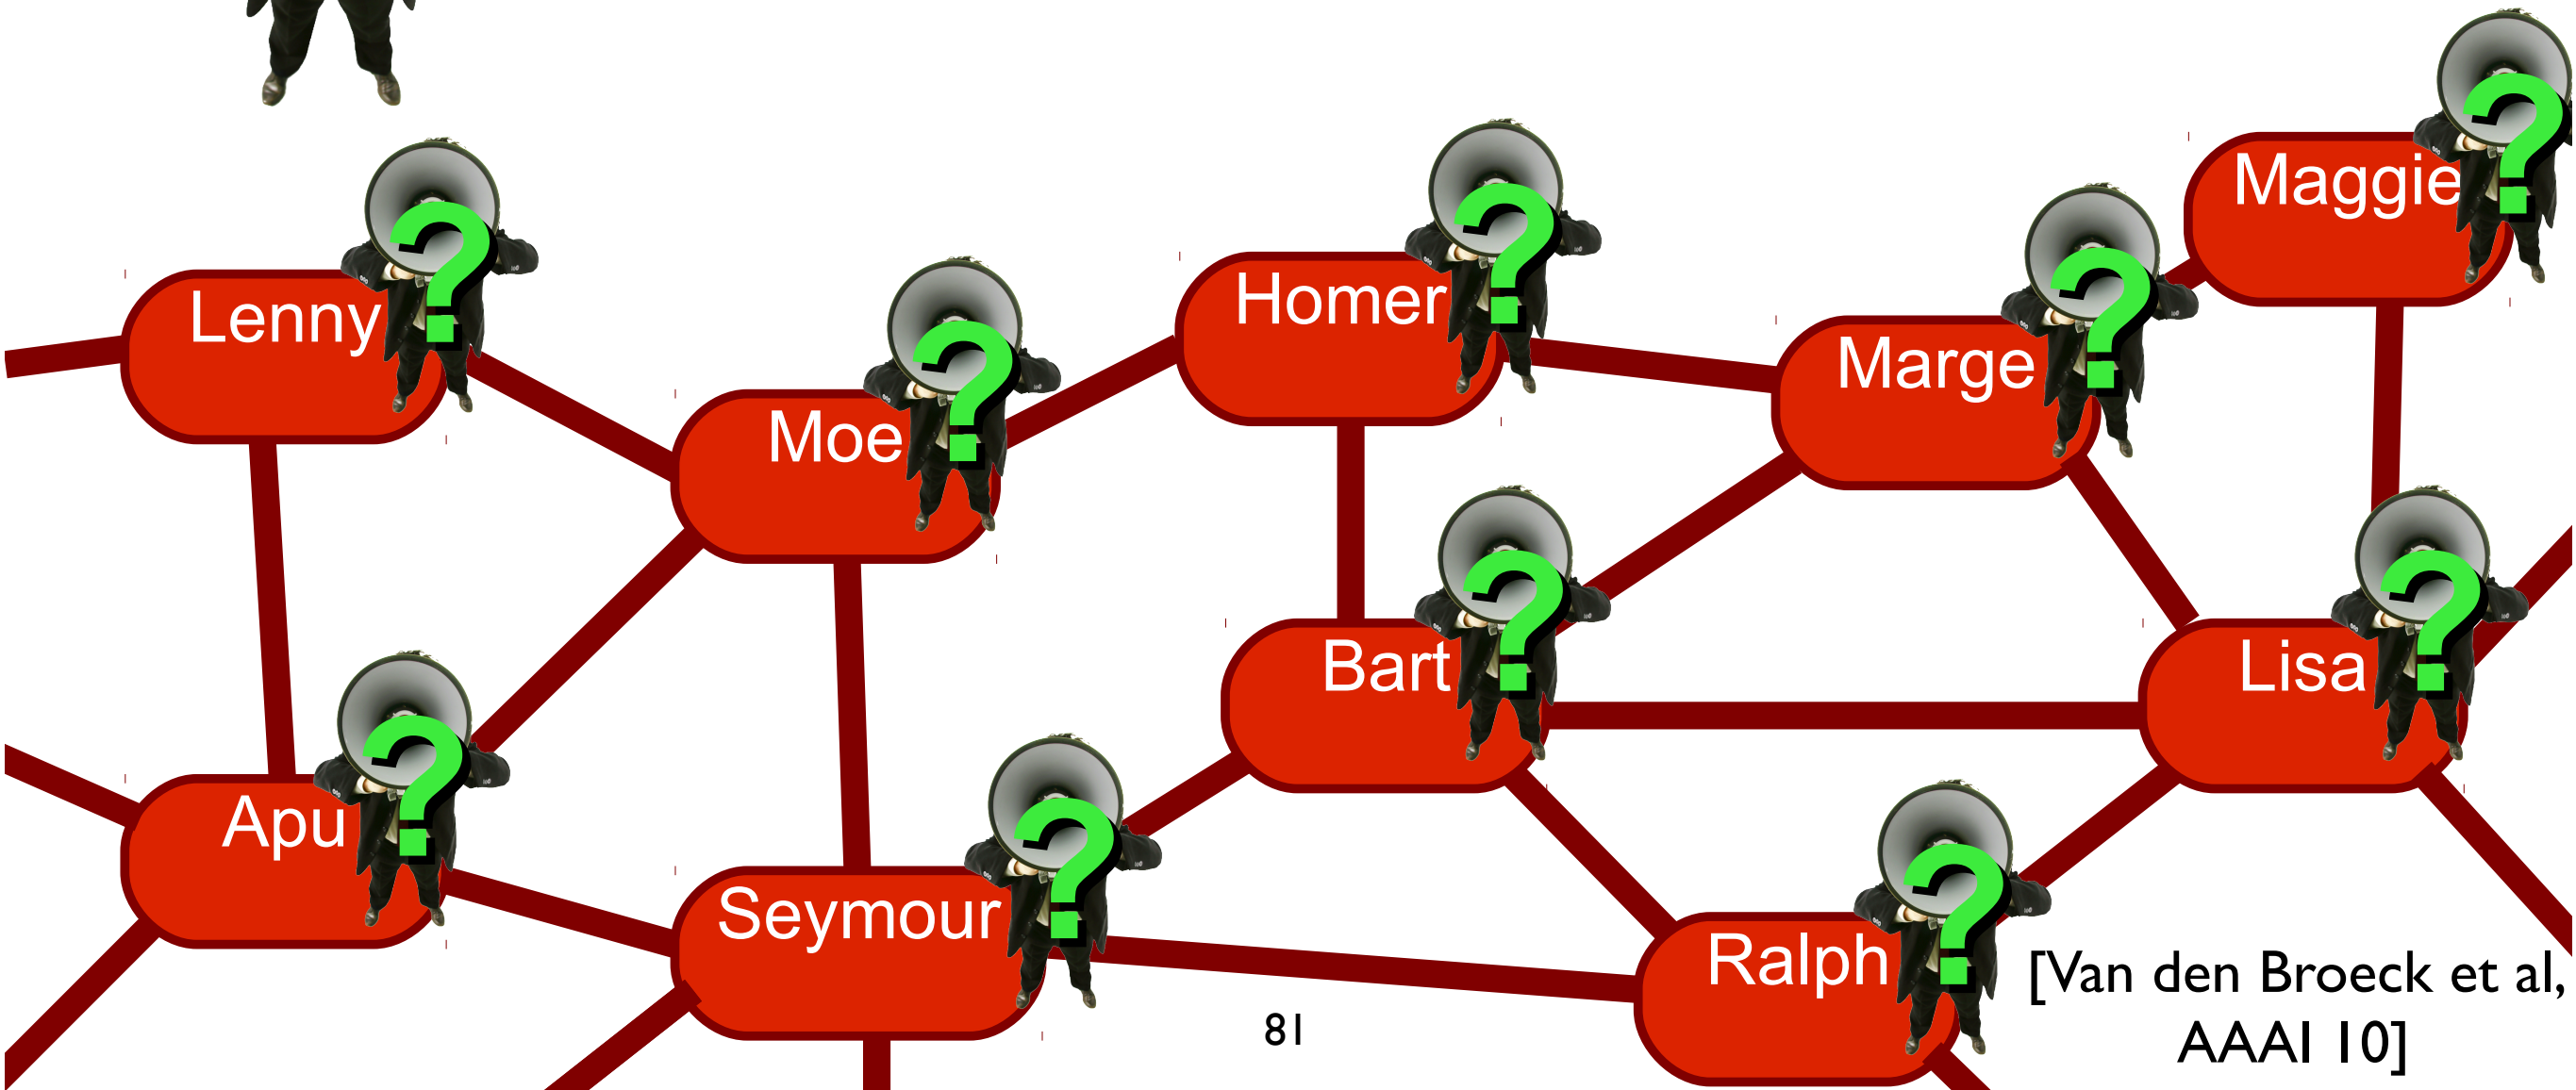 Maggie
Lenny
Homer
Marge
Moe
Bart
Lisa
Apu
Seymour
Ralph
[Van den Broeck et al,
AAAI 10]
81
?
?
?
?
?
?
?
?
?
?